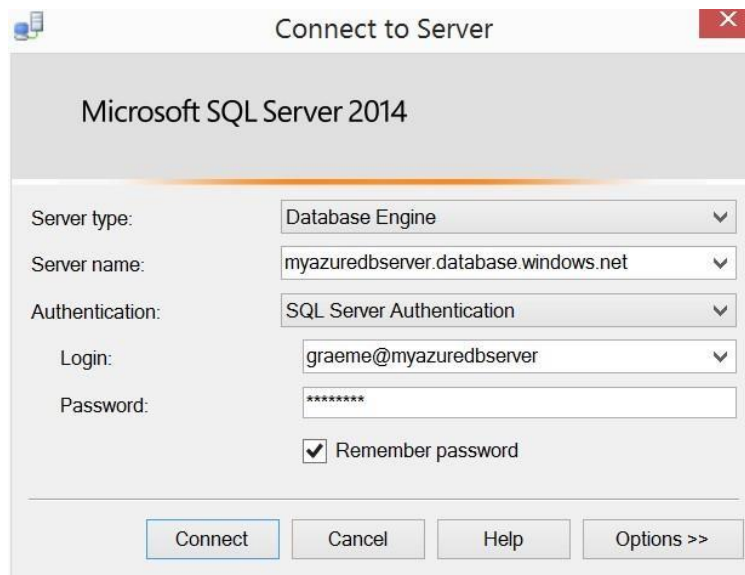 Connect to Server
Microsoft SQL Server 2014
Server type: Database Engine
Server name: myazuredbserver.database.windows.net
Authentication: SQL Server Authentication
Login: graeme@myazuredbserver
Password: ********
Remember password
Connect Cancel Help Options >>